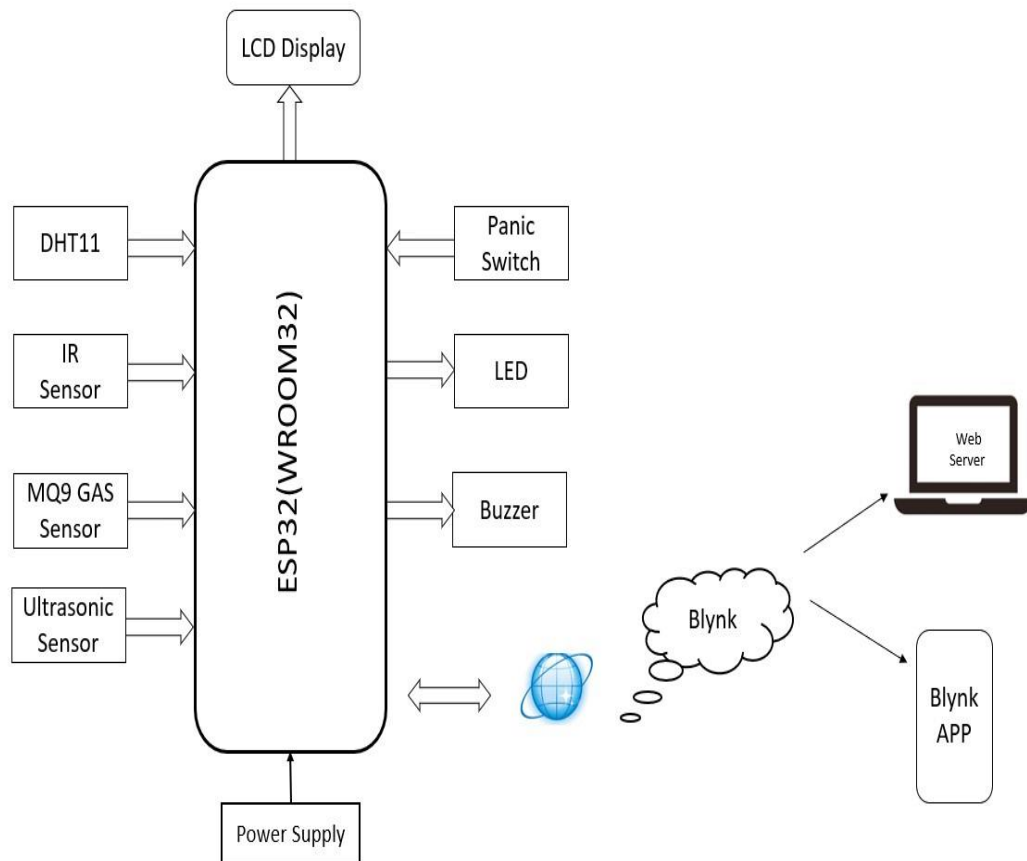 LCD Display
DHT11
Panic
Switch
IR
Sensor
LED
ESP32(WROOM32)
MQ9 GAS
Sensor
Buzzer
Web
Server
Ultrasonic
Sensor
Blynk
Blynk
APP
Power Supply